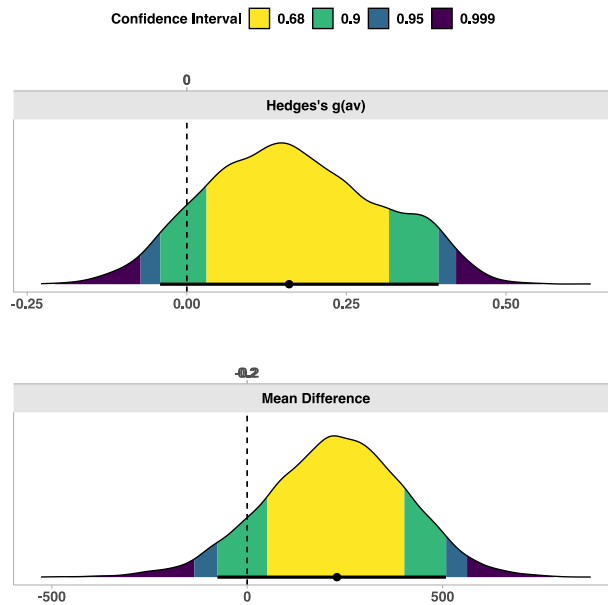 Confidence Interval 0.68 0.9 0.95 0.999
0
Hedges's g(av)
-0.25 0.00 0.25 0.50
Mean Difference
-500 0 500